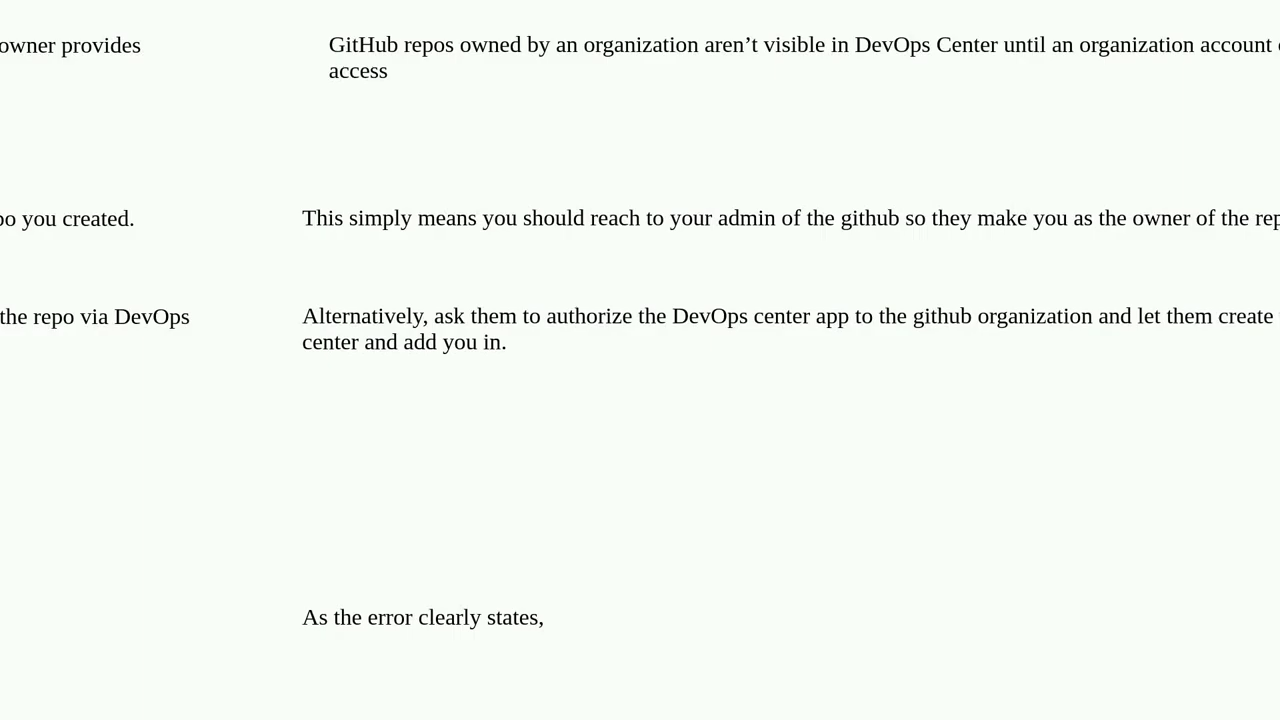 owner provides
GitHub repos owned by an organization aren’t visible in DevOps Center until an organization account
access
po you created.
This simply means you should reach to your admin of the github so they make you as the owner of the rep
the repo via DevOps
Alternatively, ask them to authorize the DevOps center app to the github organization and let them create
center and add you in.
As the error clearly states,